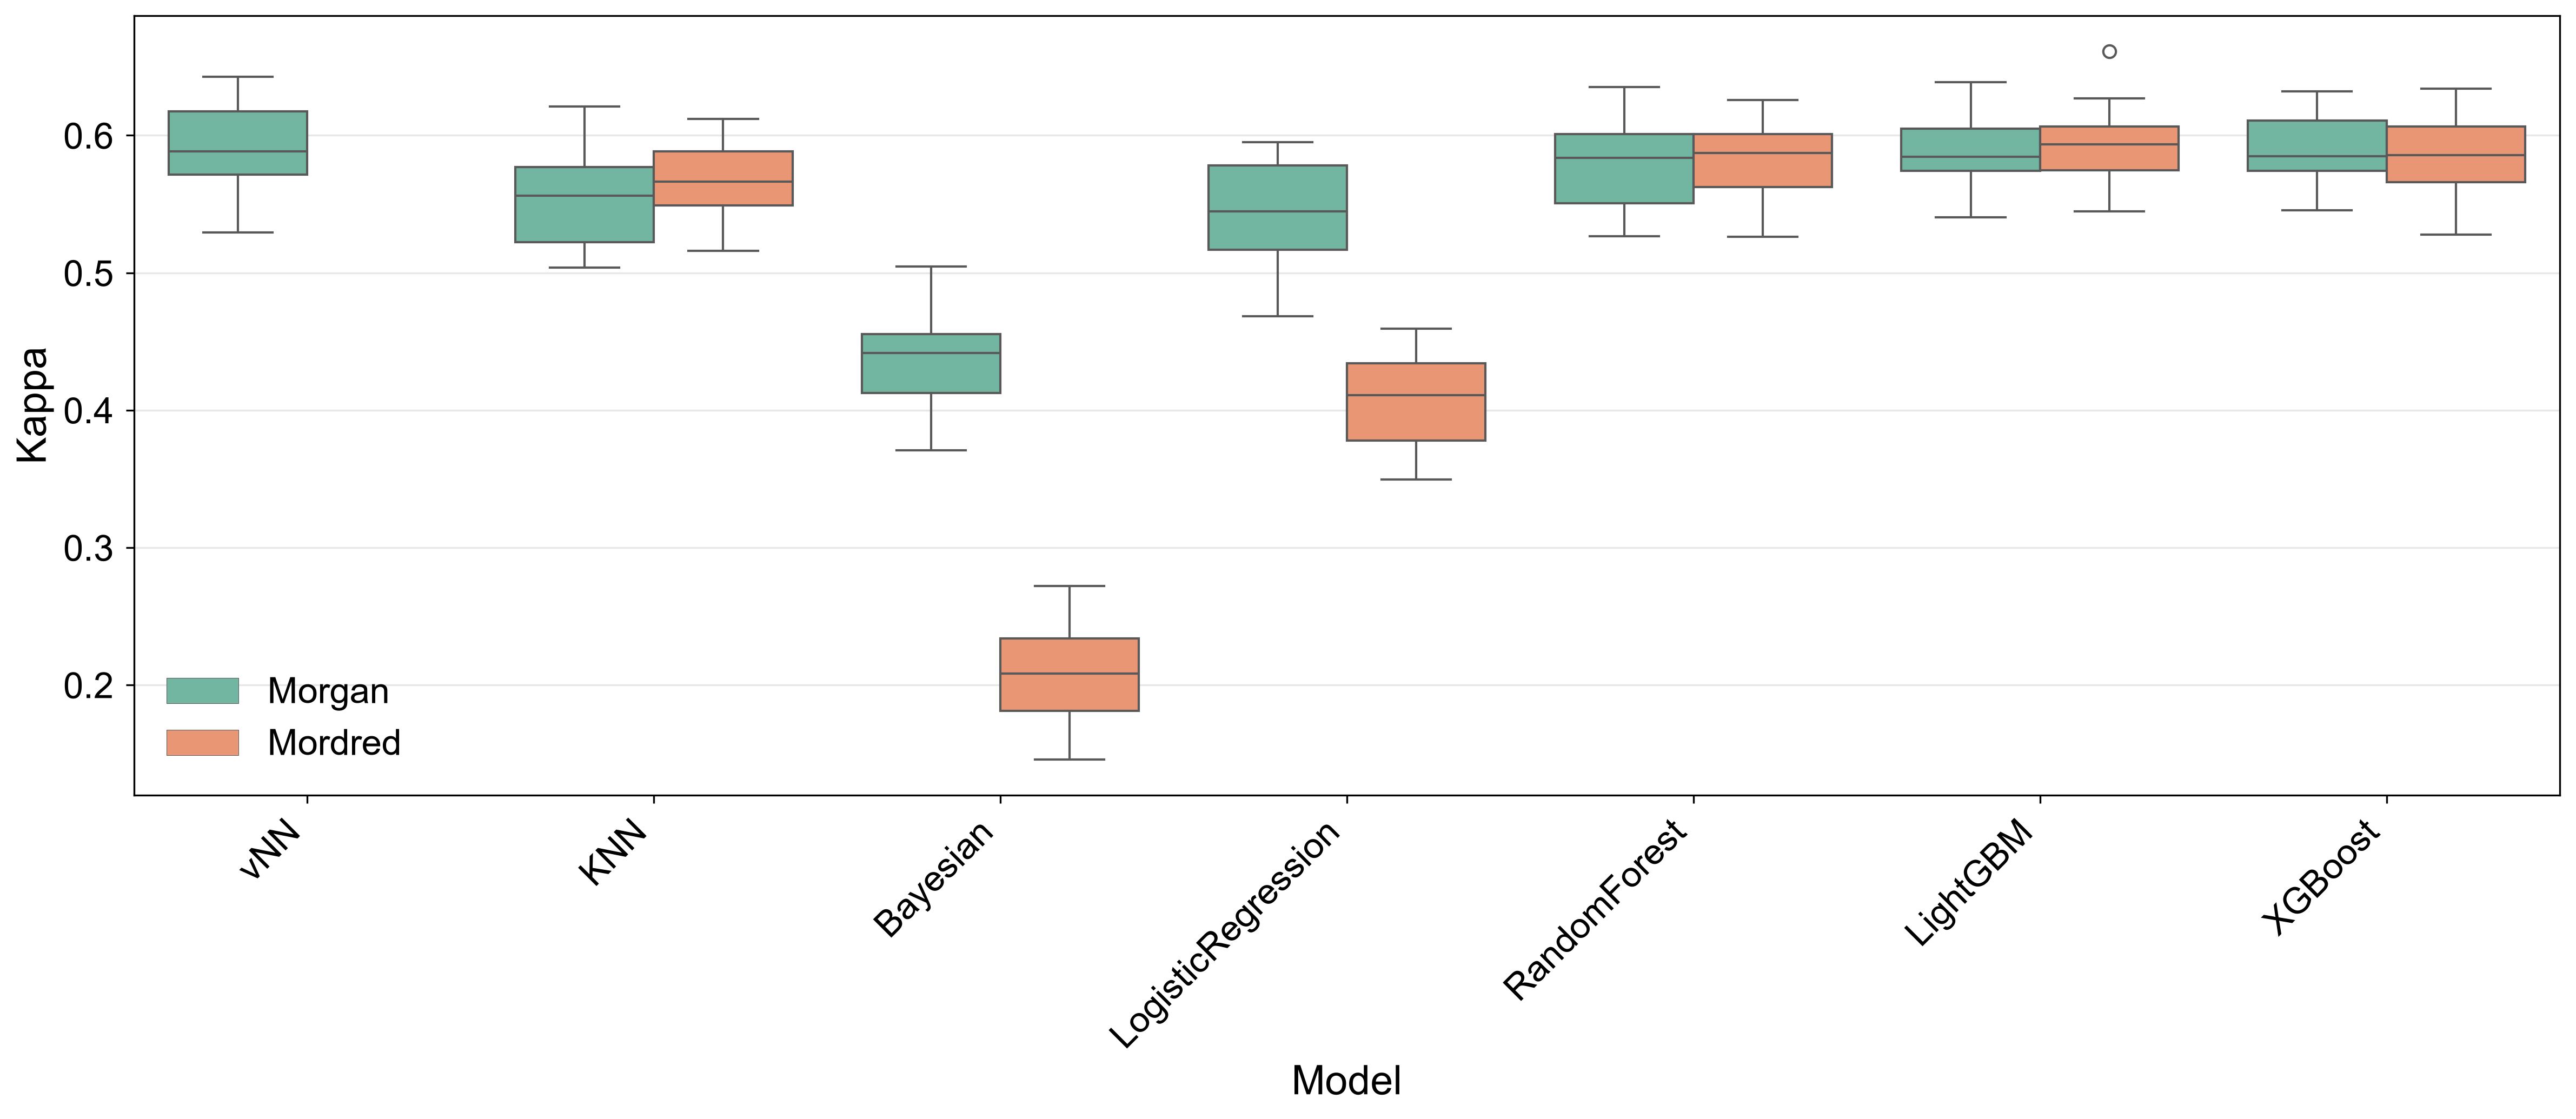 Kappa
0.6
0.5
0.4
0.3
0.2
Morgan
Mordred
vNN
KNN
Bayesian
LogisticRegression
RandomForest
LightGBM
XGBoost
Model